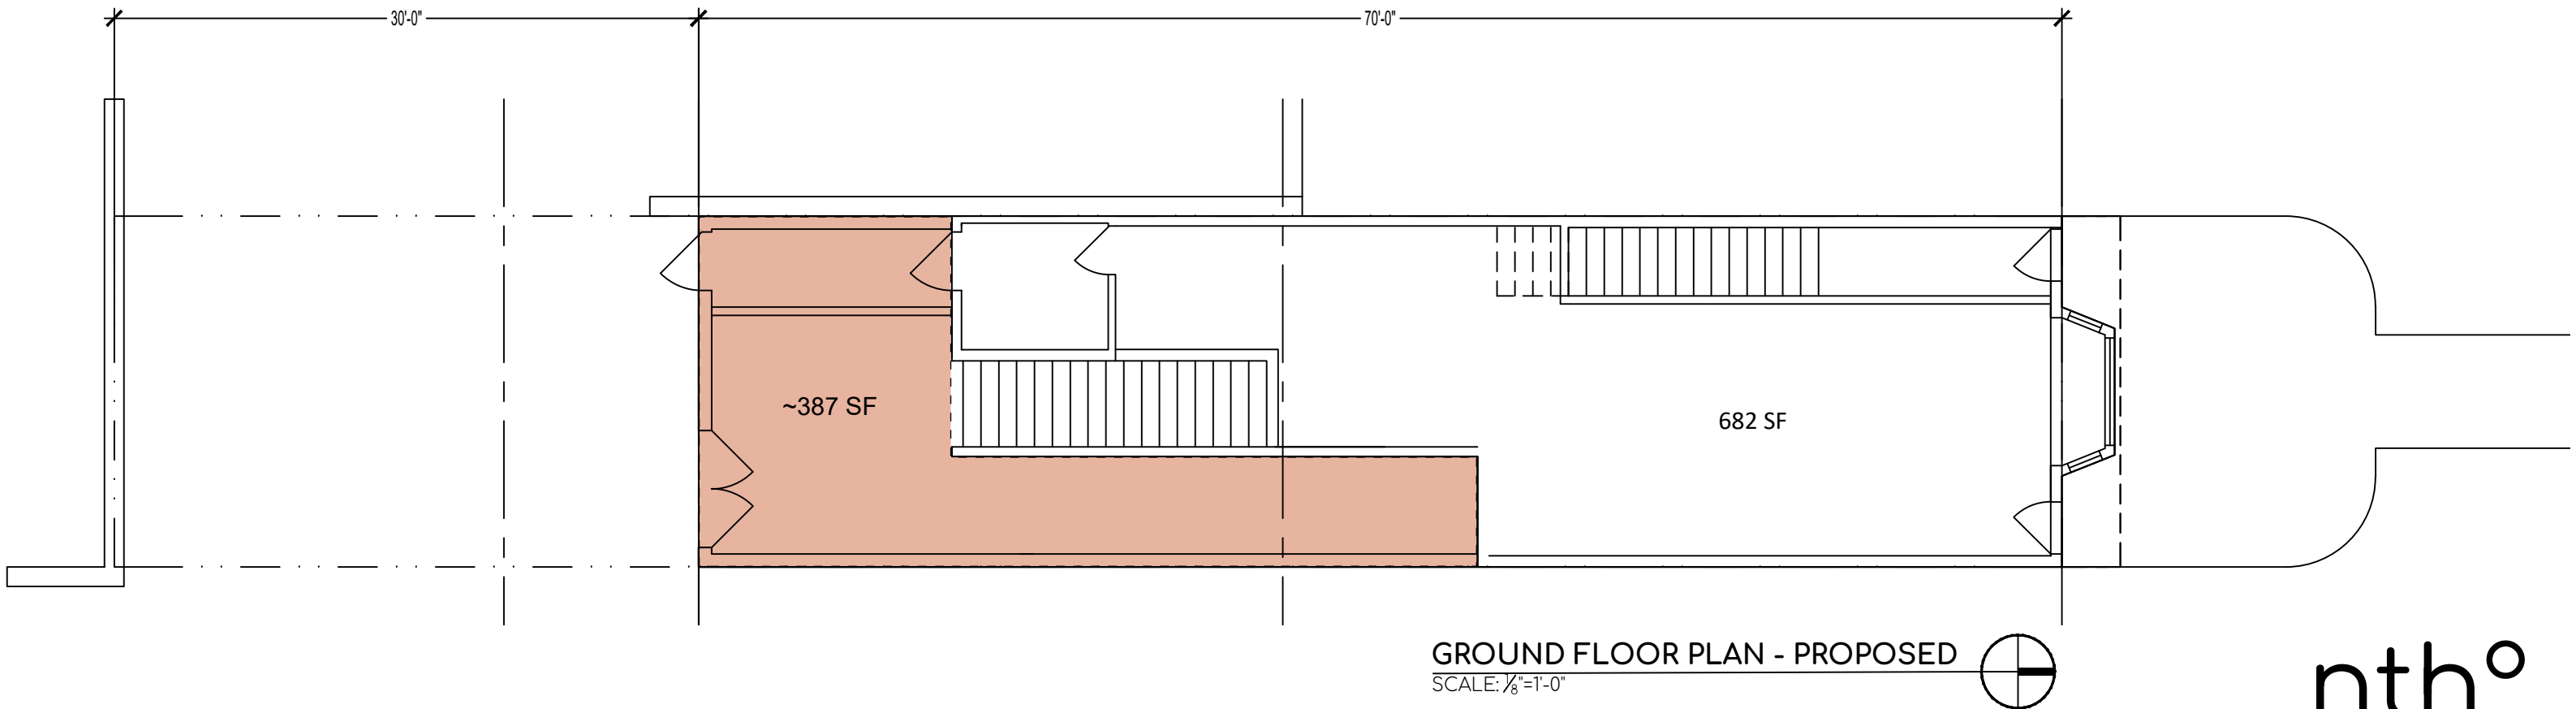 30'-0"
70'-0"
~387 SF
682 SF
GROUND FLOOR PLAN - PROPOSED
SCALE: 1/8"=1'-0"
nth°